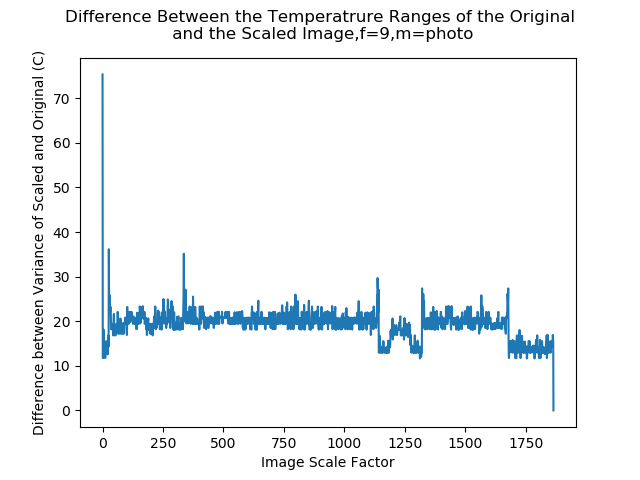 Difference Between the Temperatrure Ranges of the Original
and the Scaled Image,f=9,m=photo
Difference between Variance of Scaled and Original (C)
70
60
50
40
30
20
10
0
0 250 500 750 1000 1250 1500 1750
Image Scale Factor